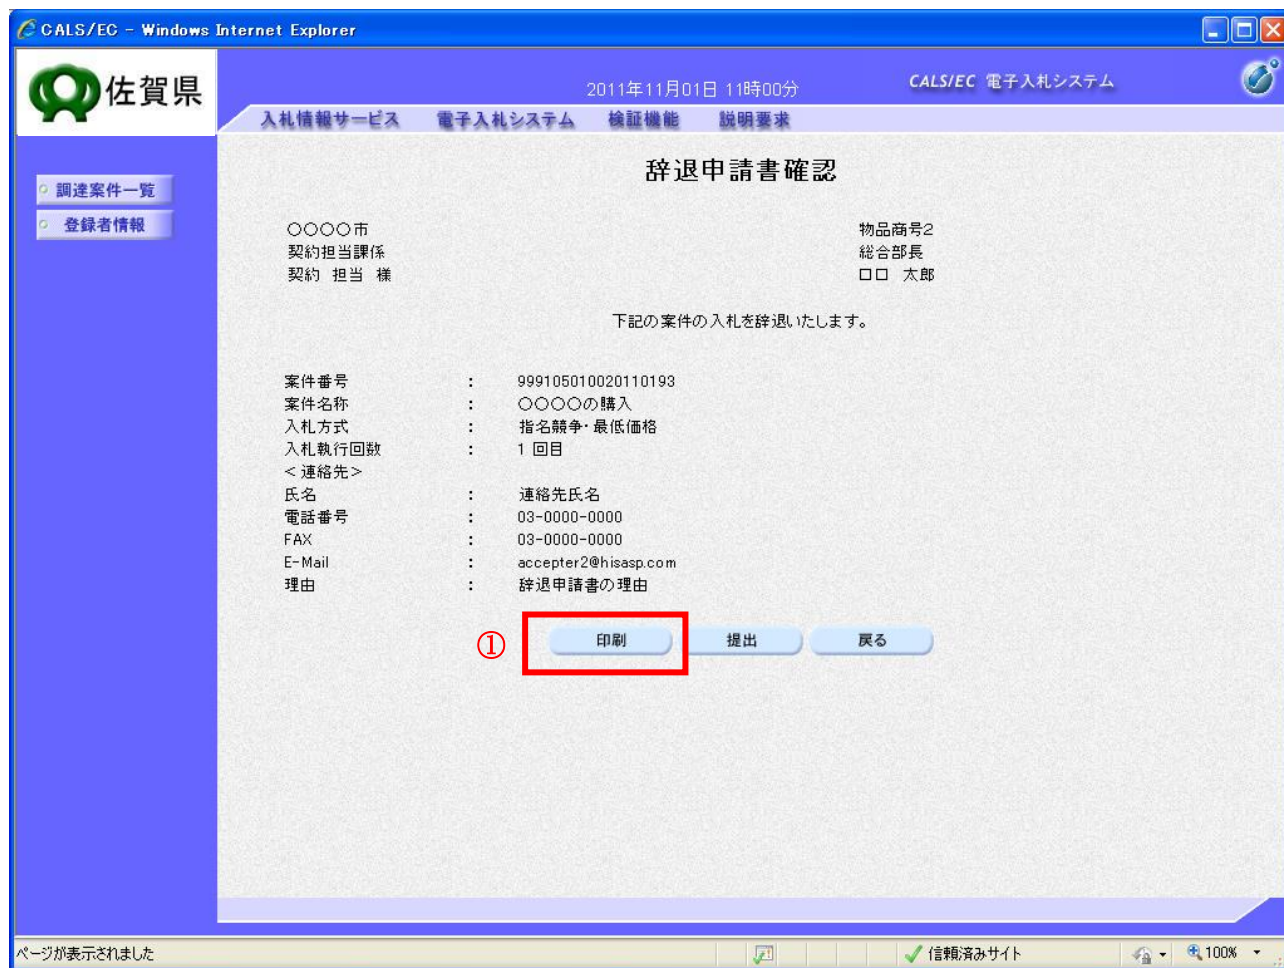 CALS/EC - Windows Internet Explorer
佐賀県
2011年11月01日 11時00分
CALS/EC 電子入札システム
入札情報サービス 電子入札システム 検証機能 説明要求
調達案件一覧
登録者情報
辞退申請書確認
〇〇〇〇市 物品商号2
契約担当課係 総合部長
契約 担当 様 口口 太郎
下記の案件の入札を辞退いたします。
案件番号 : 999105010020110193
案件名称 : 〇〇〇〇の購入
入札方式 : 指名競争・最低価格
入札執行回数 : 1 回目
<連絡先>
氏名 : 連絡先氏名
電話番号 : 03-0000-0000
FAX : 03-0000-0000
E-Mail : accepter2@hisasp.com
理由 : 辞退申請書の理由
① 印刷 提出 戻る
ページが表示されました 信頼済みサイト 100%